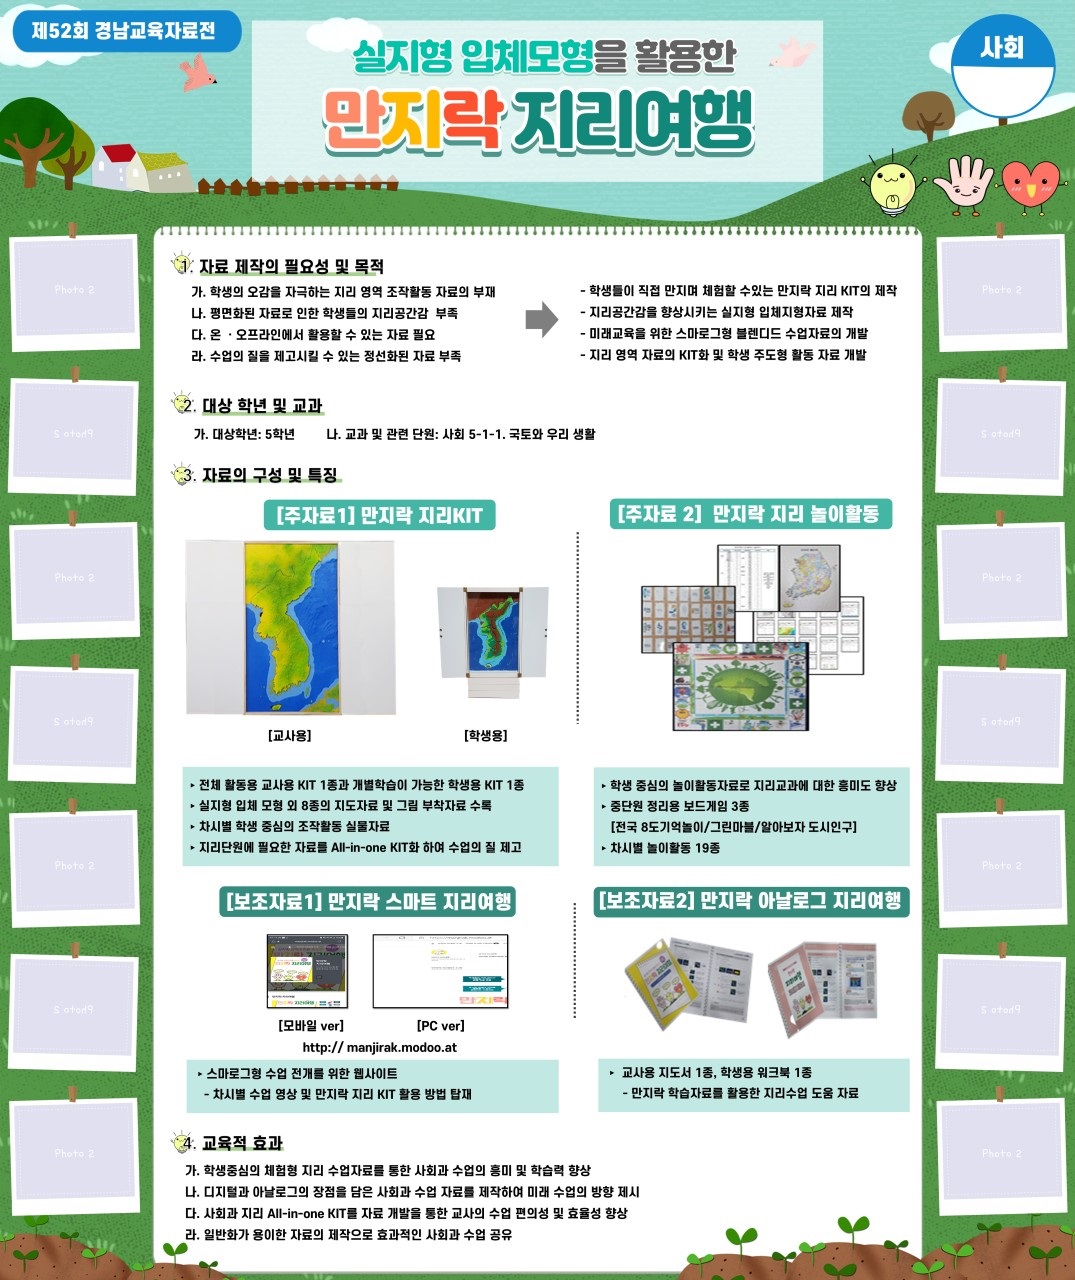 제52회 경남교육자료전
실지형 입체모형을 활용한
만지락 지리여행
사회
1. 자료 제작의 필요성 및 목적
가. 학생의 오감을 자극하는 지리 영역 조작활동 자료의 부재
나. 평면화된 자료로 인한 학생들의 지리공간감 부족
다. 온 · 오프라인에서 활용할 수 있는 자료 필요
라. 수업의 질을 제고시킬 수 있는 정선화된 자료 부족
- 학생들이 직접 만지며 체험할 수있는 만지락 지리 KIT의 제작
- 지리공간감을 향상시키는 실지형 입체지형자료 제작
- 미래교육을 위한 스마로그형 블렌디드 수업자료의 개발
- 지리 영역 자료의 KIT화 및 학생 주도형 활동 자료 개발
2. 대상 학년 및 교과
가. 대상학년: 5학년 나. 교과 및 관련 단원: 사회 5-1-1. 국토와 우리 생활
3. 자료의 구성 및 특징
[주자료1] 만지락 지리KIT
[교사용]
[학생용]
▸ 전체 활동용 교사용 KIT 1종과 개별학습이 가능한 학생용 KIT 1종
▸ 실지형 입체 모형 외 8종의 지도자료 및 그림 부착자료 수록
▸ 차시별 학생 중심의 조작활동 실물자료
▸ 지리단원에 필요한 자료를 All-in-one KIT화 하여 수업의 질 제고
[주자료 2] 만지락 지리 놀이활동
▸ 학생 중심의 놀이활동자료로 지리교과에 대한 흥미도 향상
▸ 중단원 정리용 보드게임 3종
[전국 8도기억놀이/그린마블/알아보자 도시인구]
▸ 차시별 놀이활동 19종
[보조자료1] 만지락 스마트 지리여행
[모바일 ver]
[PC ver]
http:// manjirak.modoo.at
▸ 스마로그형 수업 전개를 위한 웹사이트
- 차시별 수업 영상 및 만지락 지리 KIT 활용 방법 탑재
[보조자료2] 만지락 아날로그 지리여행
▸ 교사용 지도서 1종, 학생용 워크북 1종
- 만지락 학습자료를 활용한 지리수업 도움 자료
4. 교육적 효과
가. 학생중심의 체험형 지리 수업자료를 통한 사회과 수업의 흥미 및 학습력 향상
나. 디지털과 아날로그의 장점을 담은 사회과 수업 자료를 제작하여 미래 수업의 방향 제시
다. 사회과 지리 All-in-one KIT를 자료 개발을 통한 교사의 수업 편의성 및 효율성 향상
라. 일반화가 용이한 자료의 제작으로 효과적인 사회과 수업 공유
Photo 2
Photo 2
Photo 2
Photo 2
Photo 2
Photo 2
Photo 2
Photo 2
Photo 2
Photo 2
Photo 2
Photo 2
Photo 2
Photo 2